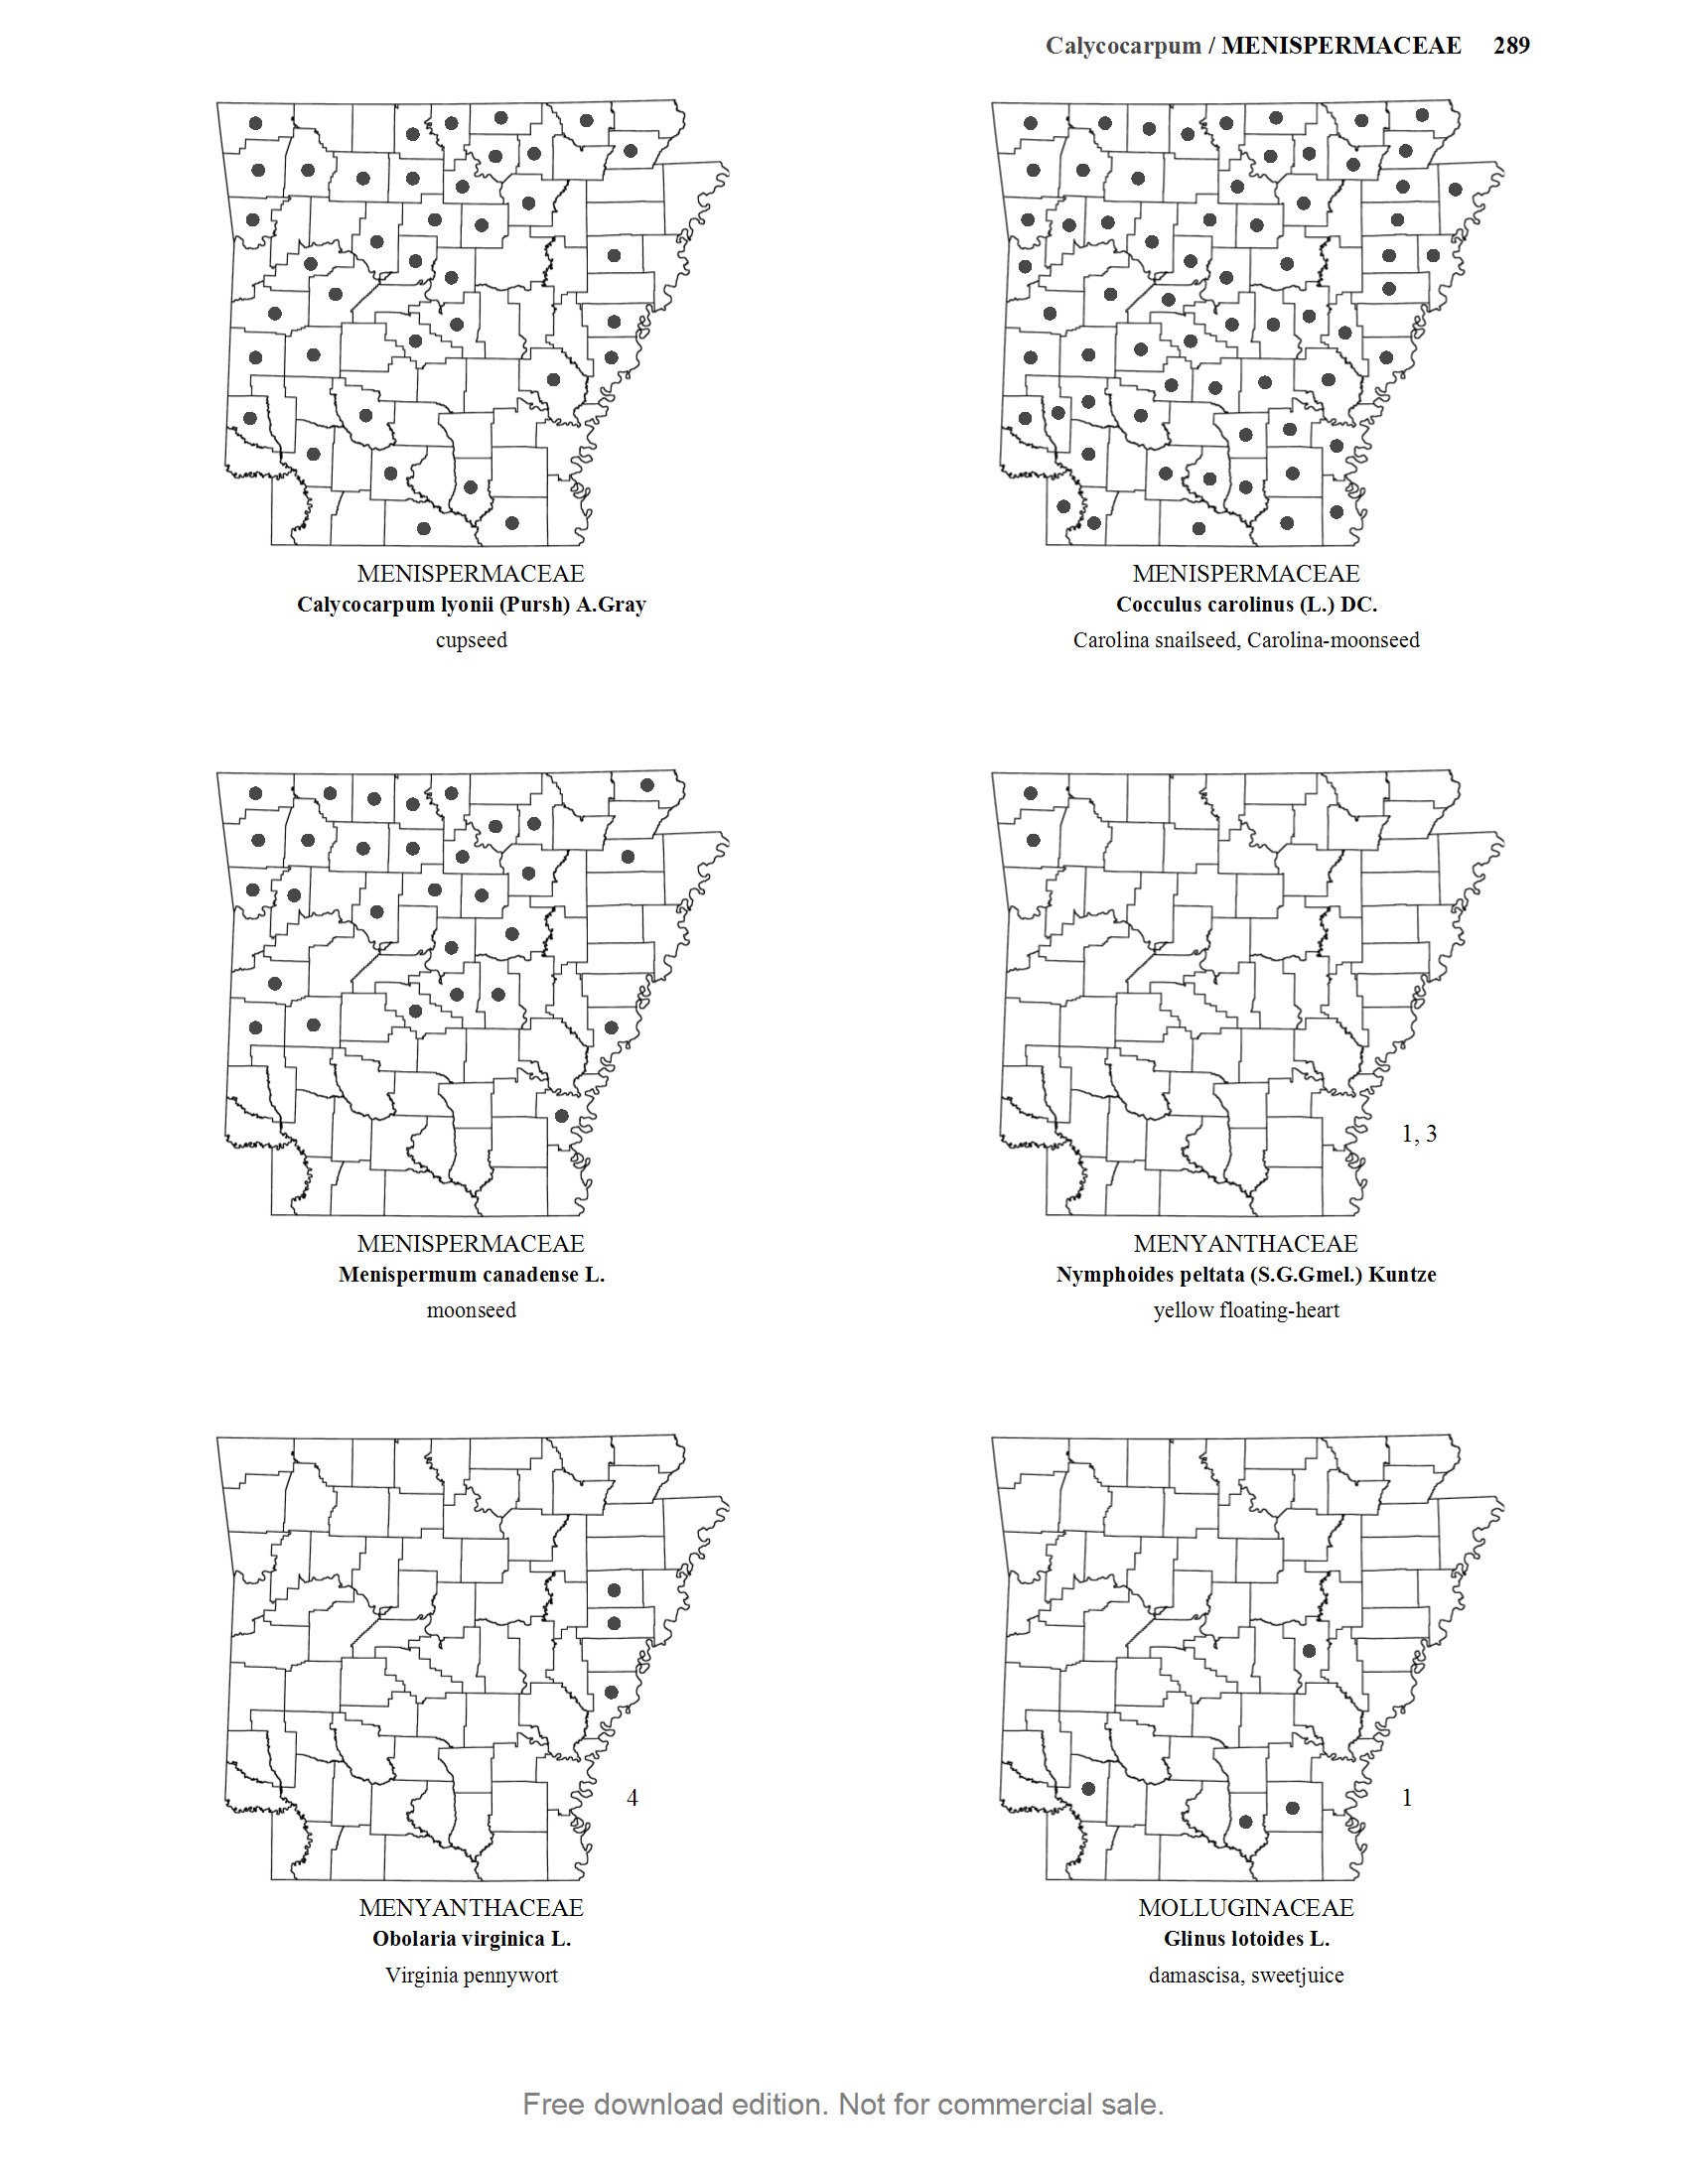 Calycocarpum / MENISPERMACEAE 289
MENISPERMACEAE
Calycocarpum lyonii (Pursh) A.Gray
cupseed
MENISPERMACEAE
Cocculus carolinus (L.) DC.
Carolina snailseed, Carolina-moonseed
MENISPERMACEAE
Menispermum canadense L.
moonseed
1, 3
MENYANTHACEAE
Nymphoides peltata (S.G.Gmel.) Kuntze
yellow floating-heart
4
MENYANTHACEAE
Obolaria virginica L.
Virginia pennywort
1
MOLLUGINACEAE
Glinus lotoides L.
damascisa, sweetjuice
Free download edition. Not for commercial sale.